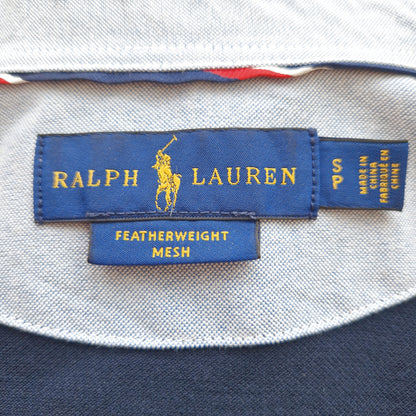 RALPH LAUREN
FEATHERWEIGHT
MESH
S
P
MADE IN
CHINA
FABRIQUÉ EN
CHINE